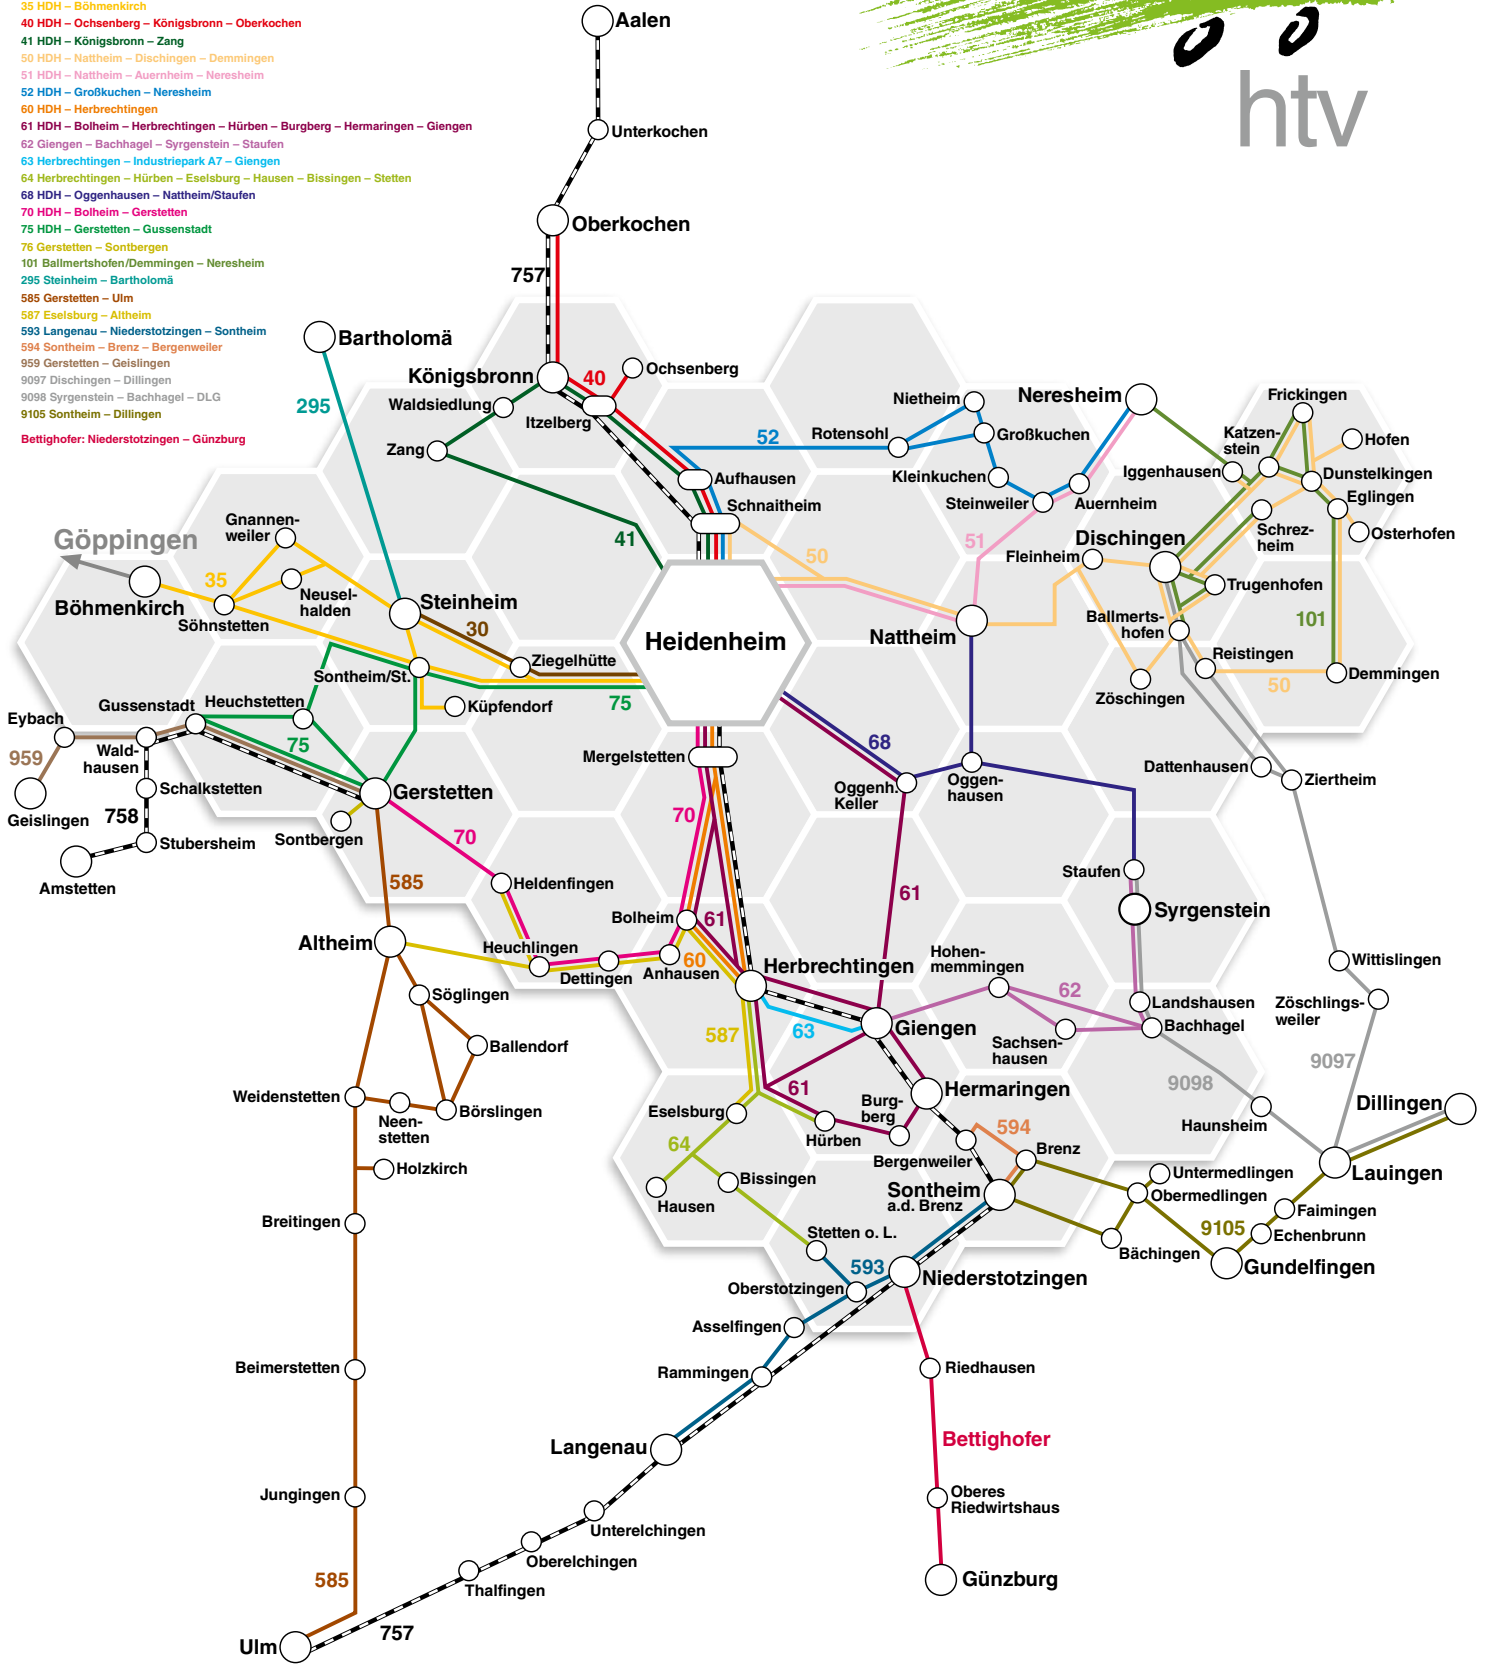 35 HDH – Böhmenkirch
40 HDH – Ochsenberg – Königsbronn – Oberkochen
41 HDH – Königsbronn – Zang
50 HDH – Nattheim – Dischingen – Demmingen
51 HDH – Nattheim – Auernheim – Neresheim
52 HDH – Großkuchen – Neresheim
60 HDH – Herbrechtingen
61 HDH – Bolheim – Herbrechtingen – Hürben – Burgberg – Hermaringen – Giengen
62 Giengen – Bachhagel – Syrgenstein – Staufen
63 Herbrechtingen – Industriepark A7 – Giengen
64 Herbrechtingen – Hürben – Eselsburg – Hausen – Bissingen – Stetten
68 HDH – Oggenhausen – Nattheim/Staufen
70 HDH – Bolheim – Gerstetten
75 HDH – Gerstetten – Gussenstadt
76 Gerstetten – Sontbergen
101 Ballmertshofen/Demmingen – Neresheim
295 Steinheim – Bartholomä
585 Gerstetten – Ulm
587 Eselsburg – Altheim
593 Langenau – Niederstotzingen – Sontheim
594 Sontheim – Brenz – Bergenweiler
959 Gerstetten – Geislingen
9097 Dischingen – Dillingen
9098 Syrgenstein – Bachhagel – DLG
9105 Sontheim – Dillingen
Bettighofer: Niederstotzingen – Günzburg
htv
Aalen
Unterkochen
Oberkochen
757
Bartholomä
295
Königsbronn
40
Ochsenberg
Waldsiedlung
Itzelberg
Zang
41
Aufhausen
Schnaitheim
52
Nietheim
Rotensohl
Großkuchen
Kleinkuchen
Steinweiler
Auernheim
Neresheim
50
51
Frickingen
Katzen-
stein
Hofen
Iggenhausen
Dunstelkingen
Eglingen
Osterhofen
Schrez-
heim
Dischingen
Fleinheim
Trugenhofen
Ballmerts-
hofen
101
Reistingen
Demmingen
50
Zöschingen
Göppingen
Gnannen-
weiler
35
Neusel-
halden
Böhmenkirch
Söhnstetten
Steinheim
30
Ziegelhütte
Sontheim/St.
Küpfendorf
75
Heidenheim
Nattheim
Eybach
Gussenstadt
Heuchstetten
75
959
Wald-
hausen
Geislingen
Schalkstetten
758
Stubersheim
Amstetten
Gerstetten
Sontbergen
585
70
Heldenfingen
Mergelstetten
70
68
Oggenh.
Keller
Oggen-
hausen
Dattenhausen
Ziertheim
Staufen
Syrgenstein
61
Bolheim
61
60
Altheim
Heuchlingen
Dettingen
Anhausen
Herbrechtingen
Hohen-
memmingen
62
Wittislingen
Landshausen
Bachhagel
Sachsen-
hausen
Zöschlings-
weiler
9097
9098
Söglingen
Ballendorf
587
63
Giengen
Weidenstetten
Neen-
stetten
Börslingen
Holzkirch
Eselsburg
61
Burg-
berg
Hermaringen
Hürben
64
Hausen
Bissingen
594
Bergenweiler
Brenz
Haunsheim
Dillingen
Lauingen
Untermedlingen
Obermedlingen
Faimingen
9105
Echenbrunn
Bächingen
Gundelfingen
Sontheim
a.d. Brenz
Breitingen
Stetten o. L.
593
Oberstotzingen
Niederstotzingen
Asselfingen
Beimerstetten
Rammingen
Riedhausen
Langenau
Bettighofer
Jungingen
Oberes
Riedwirtshaus
Unterelchingen
Oberelchingen
Thalfingen
585
Günzburg
Ulm
757